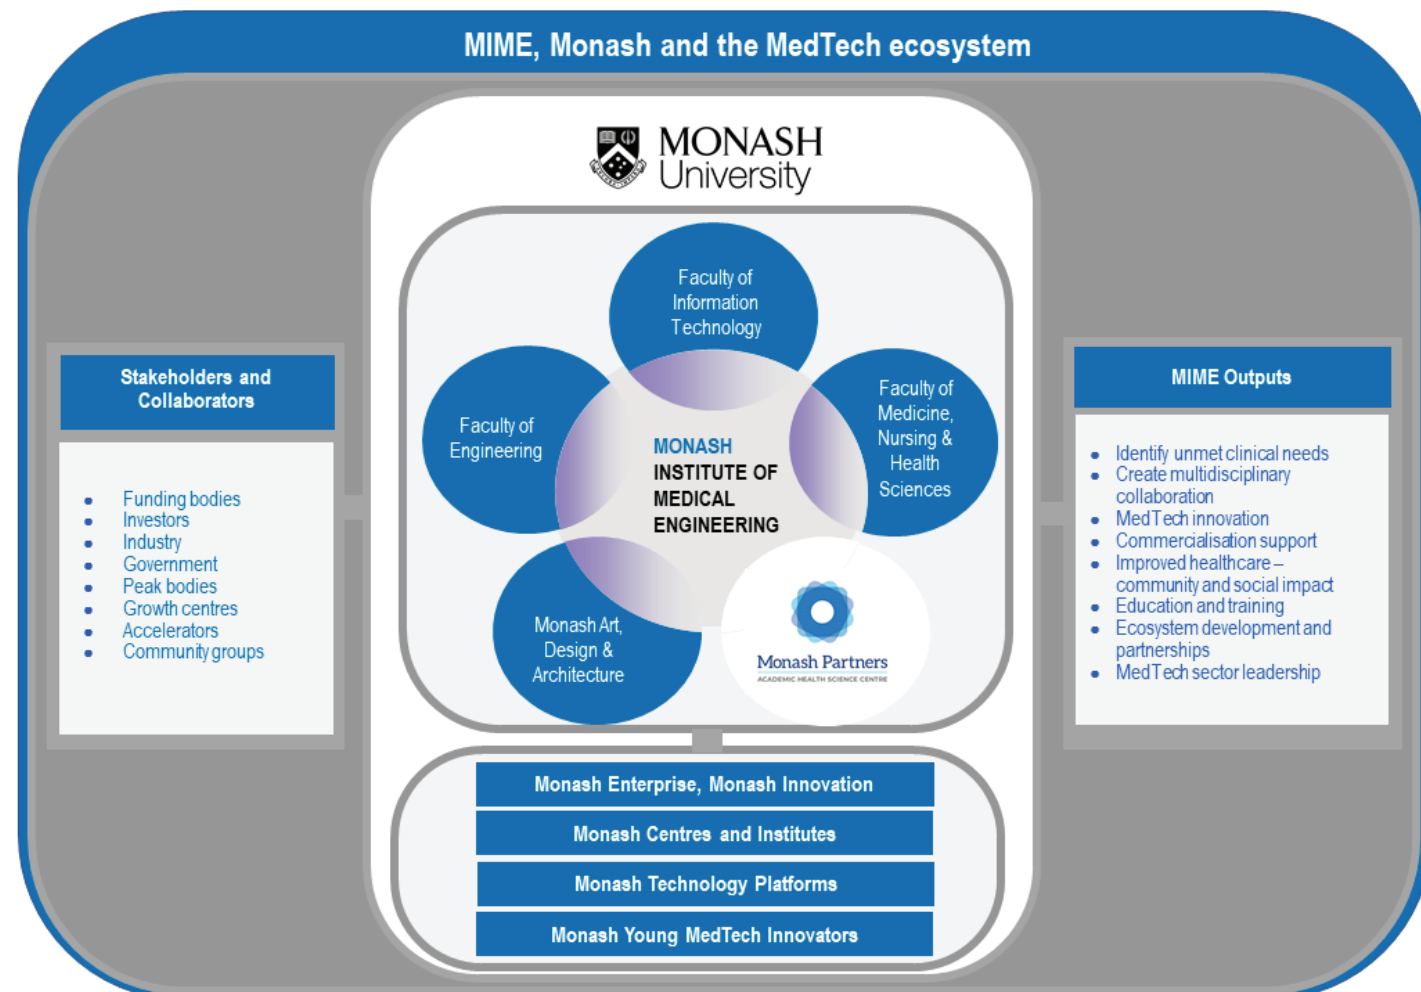 MIME, Monash and the MedTech ecosystem
MONASH
University
Faculty of
Information
Technology
Faculty of
Engineering
Faculty of
Medicine,
Nursing &
Health
Sciences
MONASH
INSTITUTE OF
MEDICAL
ENGINEERING
Monash Art,
Design &
Architecture
Monash Partners
ACADEMIC HEALTH SCIENCE CENTRE
Stakeholders and
Collaborators
• Funding bodies
• Investors
• Industry
• Government
• Peak bodies
• Growth centres
• Accelerators
• Community groups
MIME Outputs
• Identify unmet clinical needs
• Create multidisciplinary
collaboration
• MedTech innovation
• Commercialisation support
• Improved healthcare –
community and social impact
• Education and training
• Ecosystem development and
partnerships
• MedTech sector leadership
Monash Enterprise, Monash Innovation
Monash Centres and Institutes
Monash Technology Platforms
Monash Young MedTech Innovators